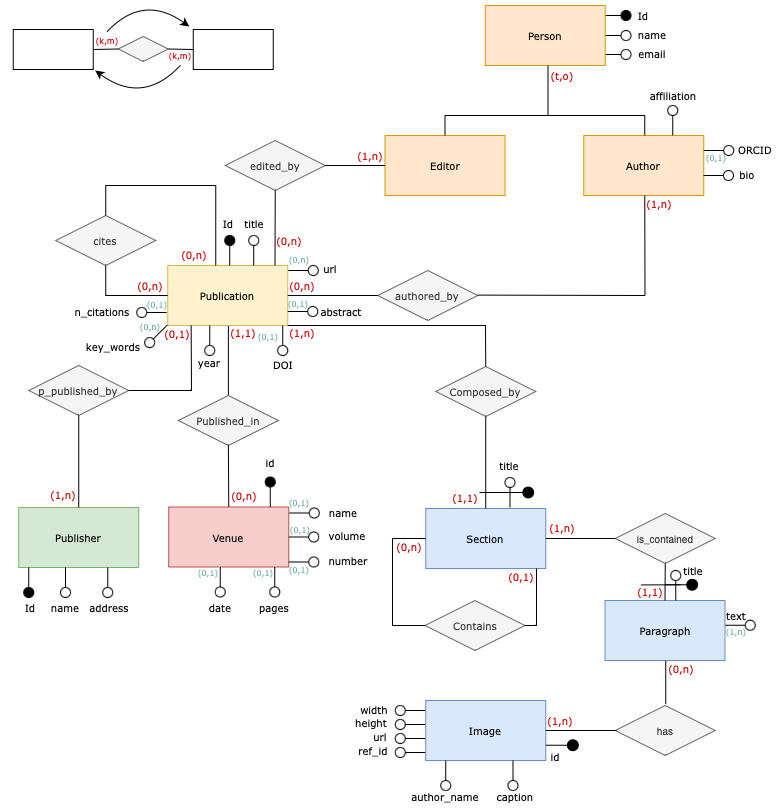 Id
Person
name
email
(k,m)
(k,m)
(t,o)
affiliation
edited_by
(1,n)
Editor
Author
ORCID
(0,1)
bio
(1,n)
cites
Id
title
(0,n)
(0,n)
(0,n)
url
(0,n)
Publication
(0,n)
authored_by
n_citations
(0,1)
(0,1)
abstract
(0,n)
key_words
(0,1)
(1,1)
(0,1)
(1,n)
year
DOI
p_published_by
Published_in
Composed_by
id
title
(1,n)
(0,n)
(0,1)
(1,1)
name
Publisher
Venue
(0,1)
volume
number
(0,1)
(0,1)
(0,1)
Id
name
address
date
pages
Section
(1,n)
(0,n)
(0,1)
is_contained
title
(1,1)
Contains
Paragraph
text
(1,n)
(0,n)
width
height
url
ref_id
Image
(1,n)
has
id
author_name
caption